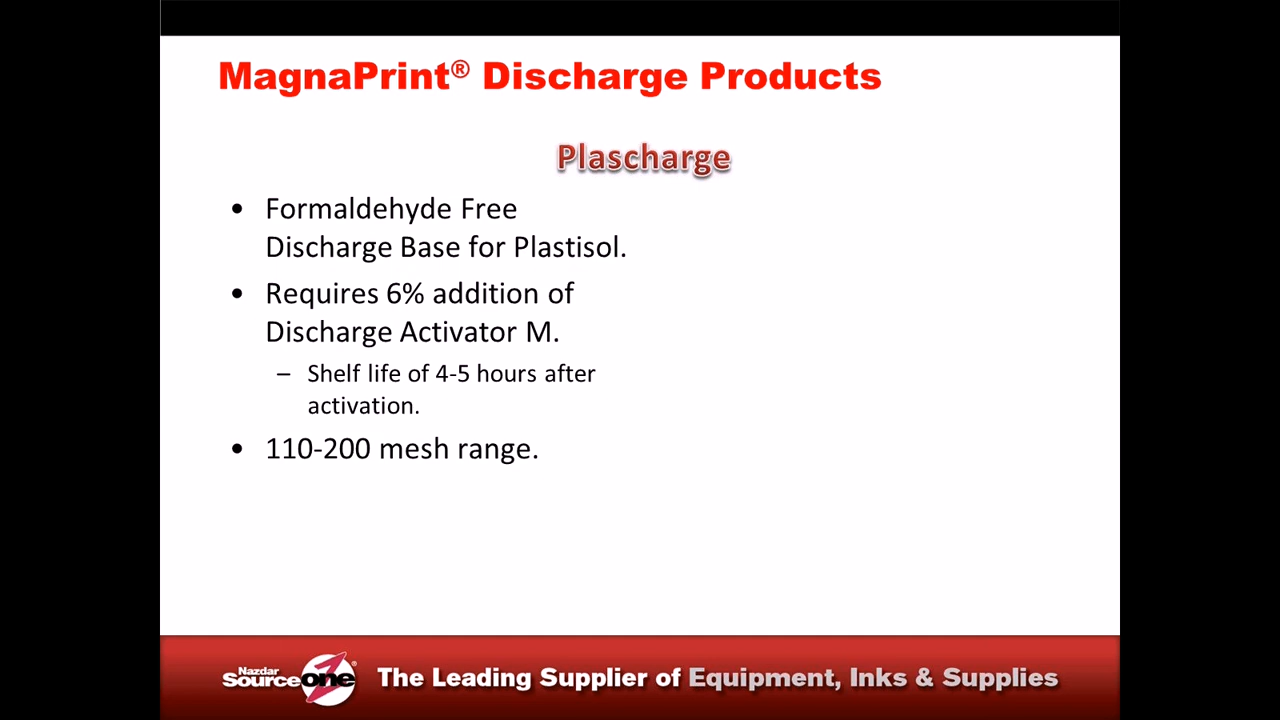 MagnaPrint® Discharge Products
Plascharge
• Formaldehyde Free
Discharge Base for Plastisol.
• Requires 6% addition of
Discharge Activator M.
– Shelf life of 4-5 hours after
activation.
• 110-200 mesh range.
Nazdar
sourceone®
The Leading Supplier of Equipment, Inks & Supplies